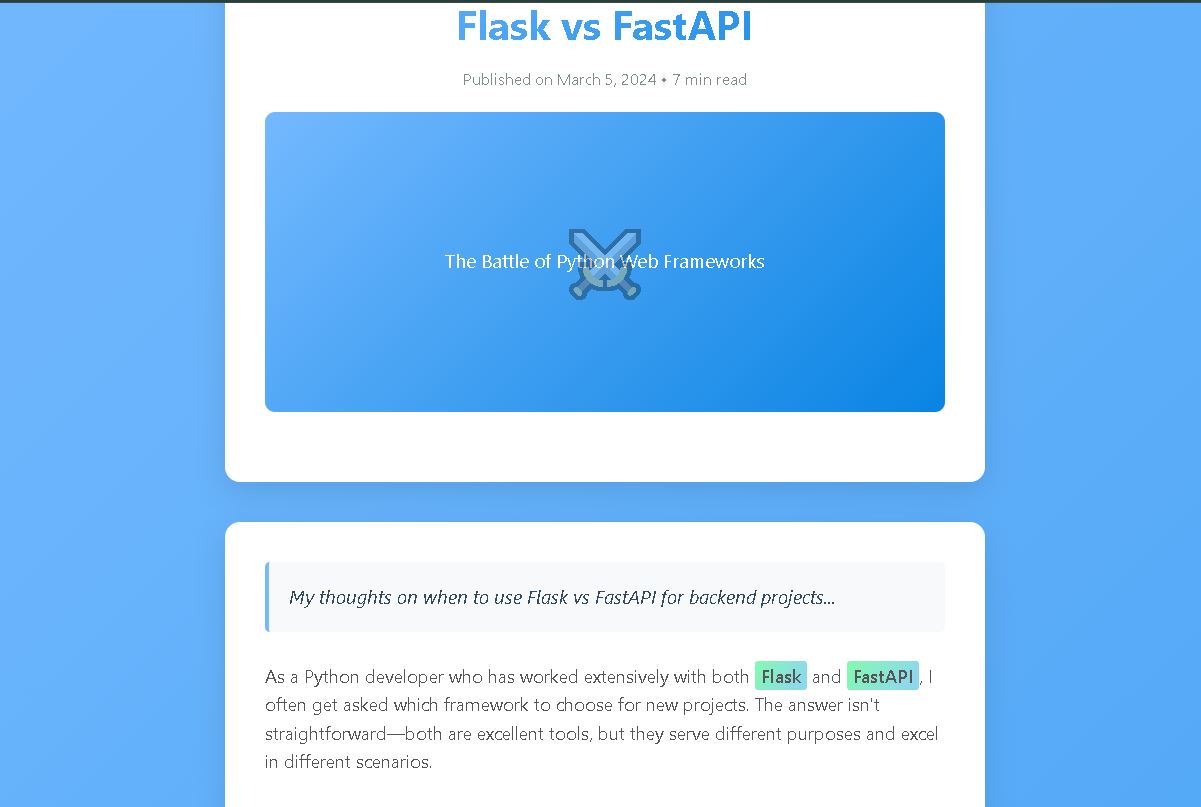 Flask vs FastAPI
Published on March 5, 2024 • 7 min read
The Battle of Python Web Frameworks
My thoughts on when to use Flask vs FastAPI for backend projects...
As a Python developer who has worked extensively with both Flask and FastAPI, I
often get asked which framework to choose for new projects. The answer isn't
straightforward—both are excellent tools, but they serve different purposes and excel
in different scenarios.